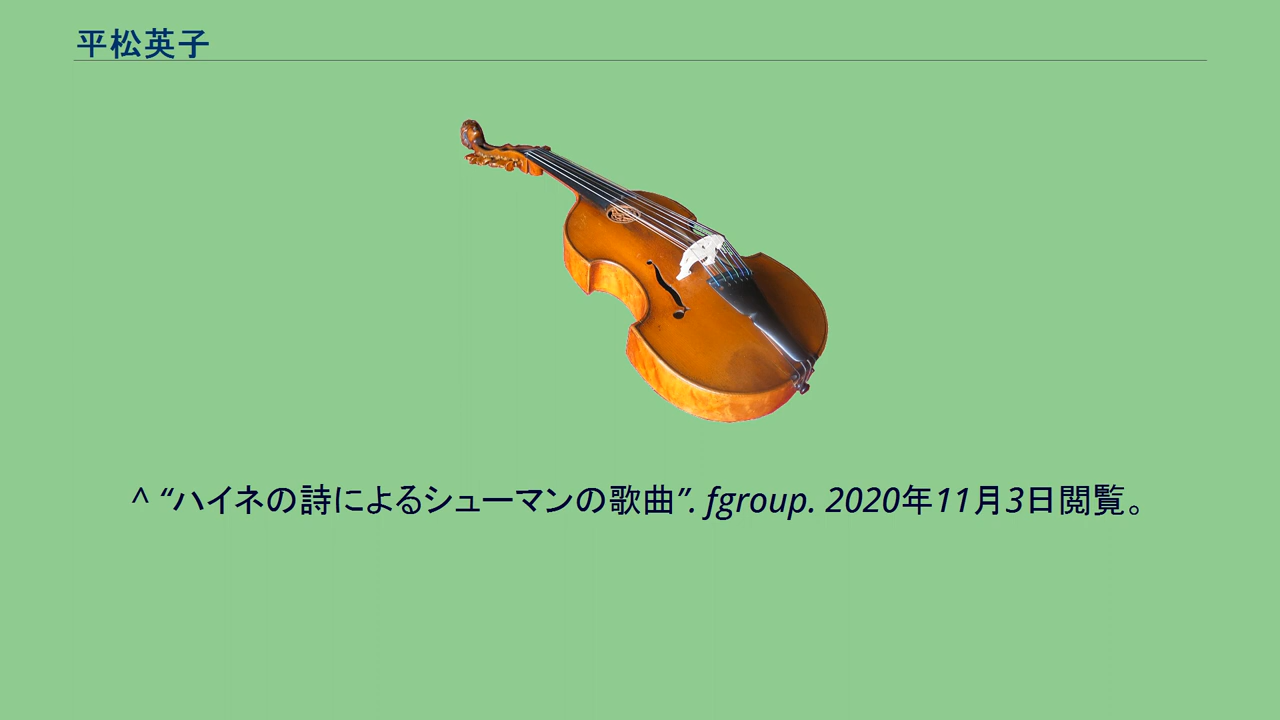 平松英子
^ “ハイネの詩によるシューマンの歌曲”. fgroup. 2020年11月3日閲覧。